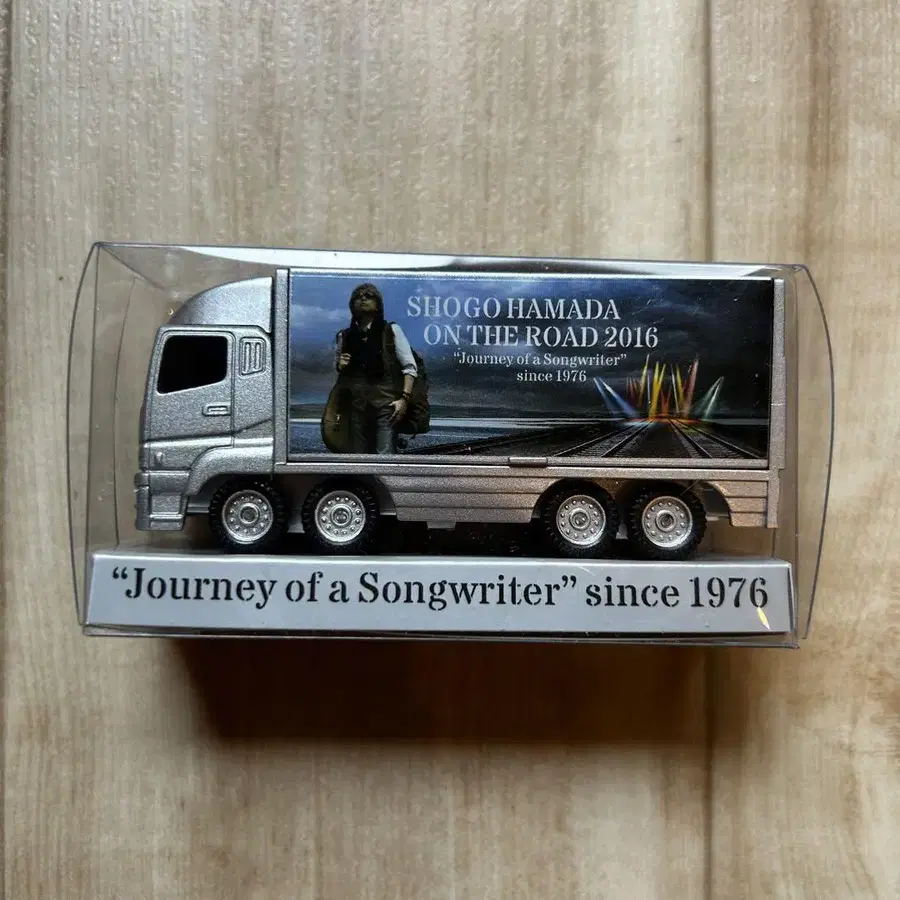 SHOGO HAMADA
ON THE ROAD 2016
“Journey of a Songwriter”
since 1976
“Journey of a Songwriter” since 1976